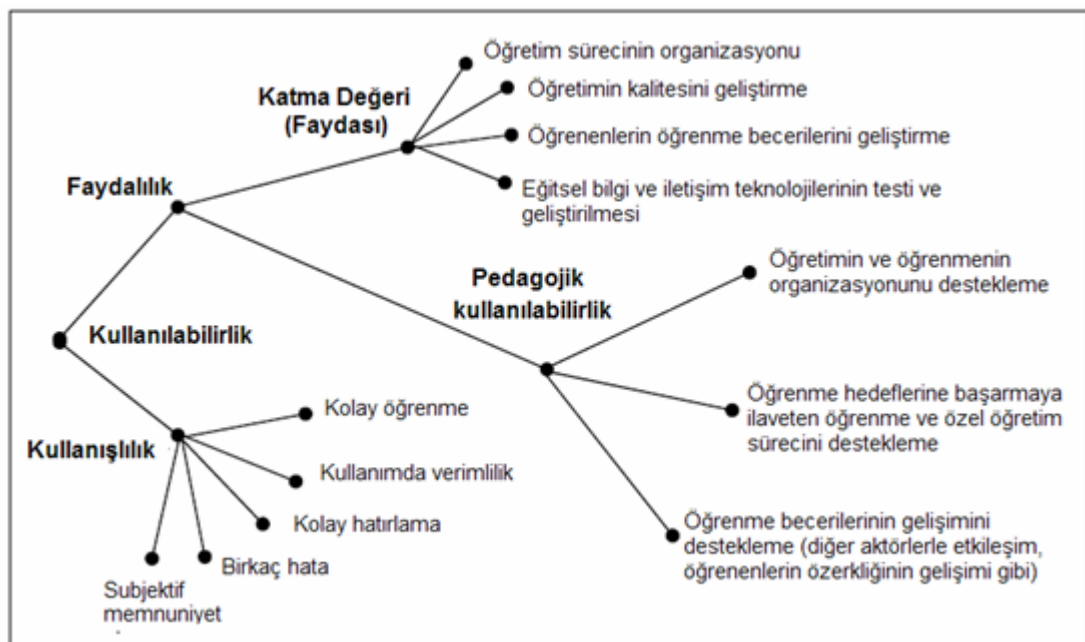 Öğretim sürecinin organizasyonu
Katma Değeri
(Faydası)
Öğretimin kalitesini geliştirme
Öğrenenlerin öğrenme becerilerini geliştirme
Faydalılık
Eğitsel bilgi ve iletişim teknolojilerinin testi ve
geliştirilmesi
Pedagojik
kullanılabilirlik
Öğretimin ve öğrenmenin
organizasyonunu destekleme
Kullanılabilirlik
Öğrenme hedeflerine başarmaya
ilaveten öğrenme ve özel öğretim
sürecini destekleme
Kullanışlılık
Kolay öğrenme
Kullanımda verimlilik
Kolay hatırlama
Birkaç hata
Subjektif
memnuniyet
Öğrenme becerilerinin gelişimini
destekleme (diğer aktörlerle etkileşim,
öğrenenlerin özerkliğinin gelişimi gibi)